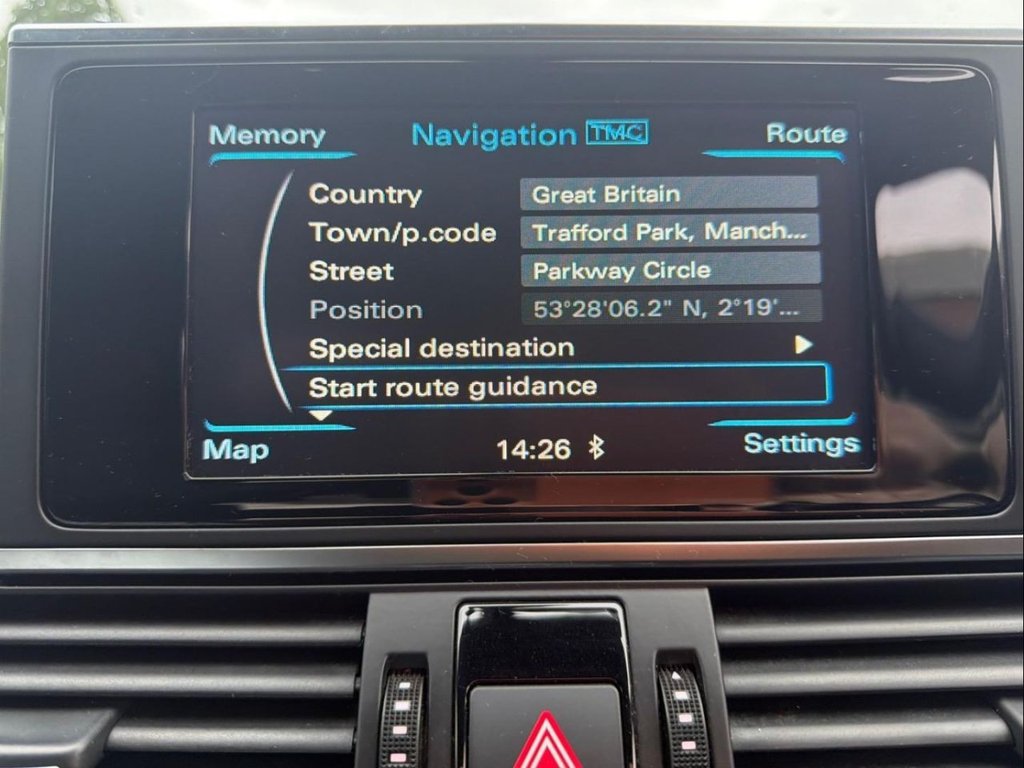 Memory Navigation TMC Route
Country Great Britain
Town/p.code Trafford Park, Manch...
Street Parkway Circle
Position 53°28'06.2" N, 2°19'...
Special destination
Start route guidance
Map 14:26 Settings